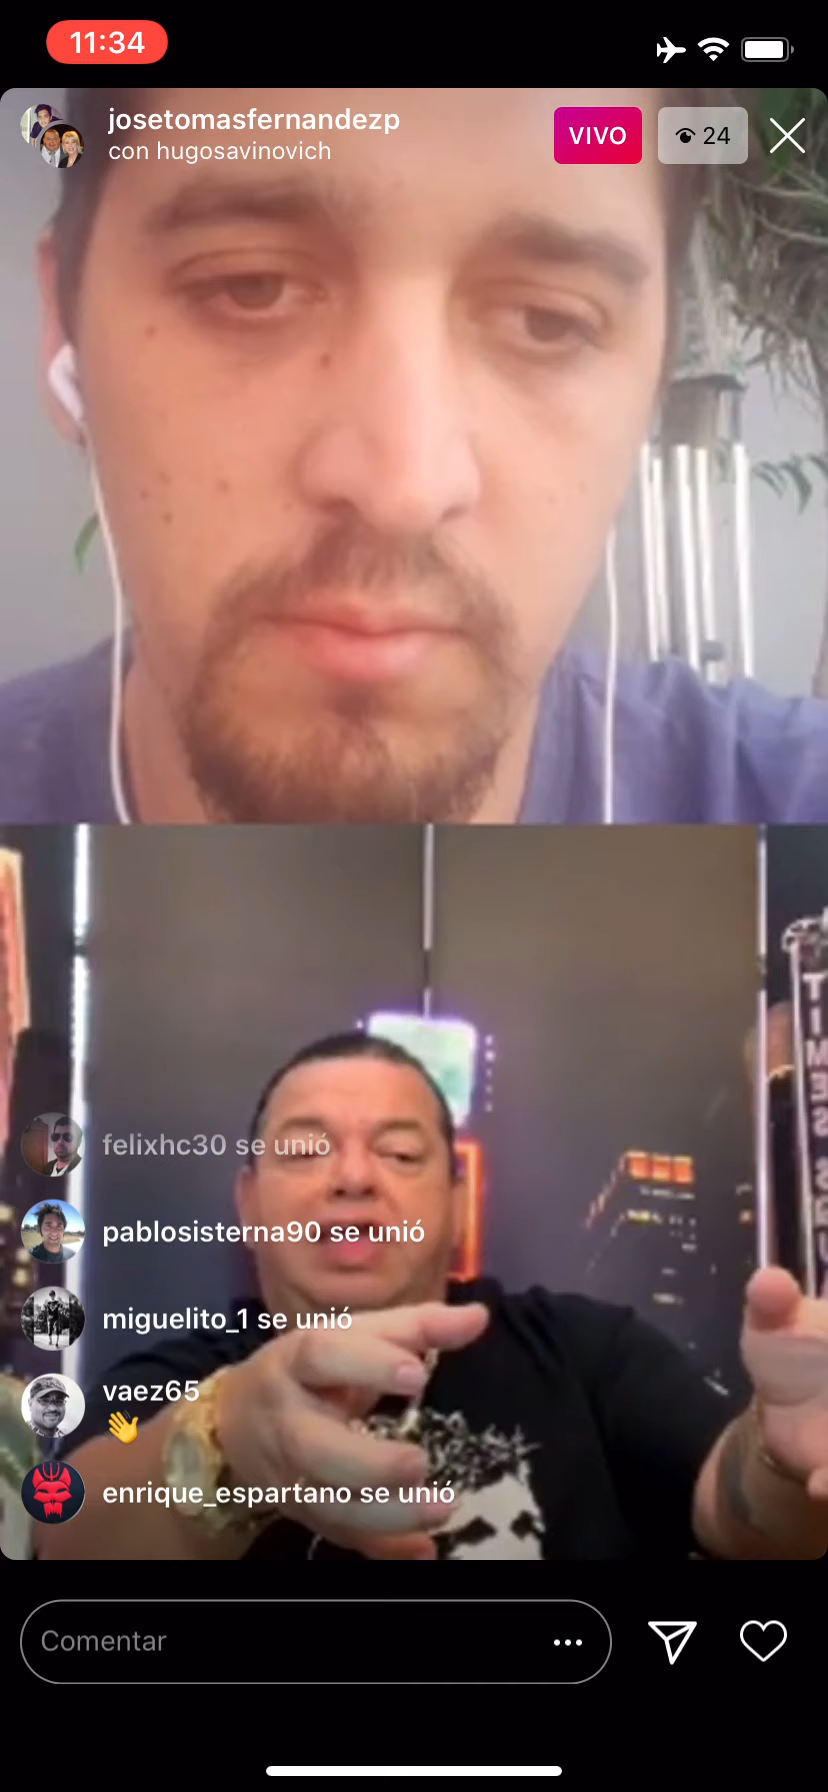 11:34
josetomasfernandezp
con hugosavinovich
VIVO
24
felixhc30 se unió
pablosisterna90 se unió
miguelito_1 se unió
vaez65
👋
enrique_espartano se unió
TIMES
Comentar